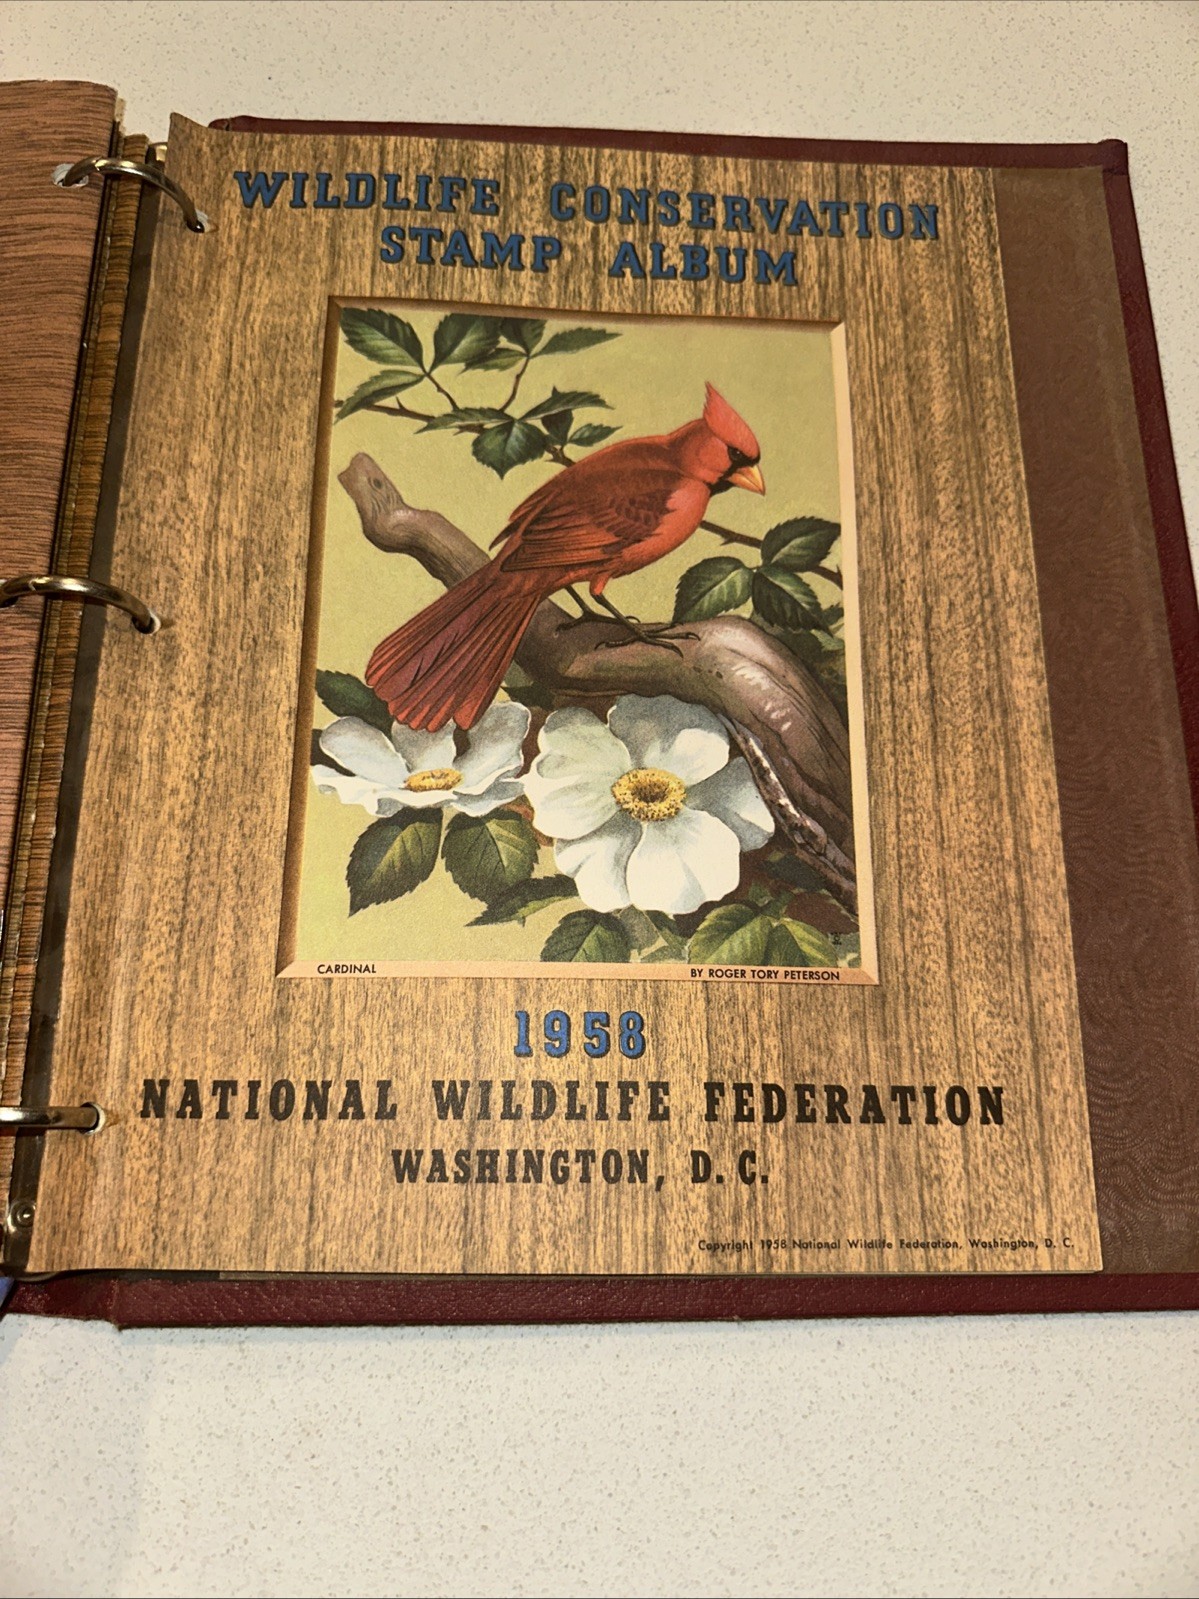 WILDLIFE CONSERVATION
STAMP ALBUM
CARDINAL
BY ROGER TORY PETERSON
1958
NATIONAL WILDLIFE FEDERATION
WASHINGTON, D. C.
Copyright 1958 National Wildlife Federation, Washington, D. C.